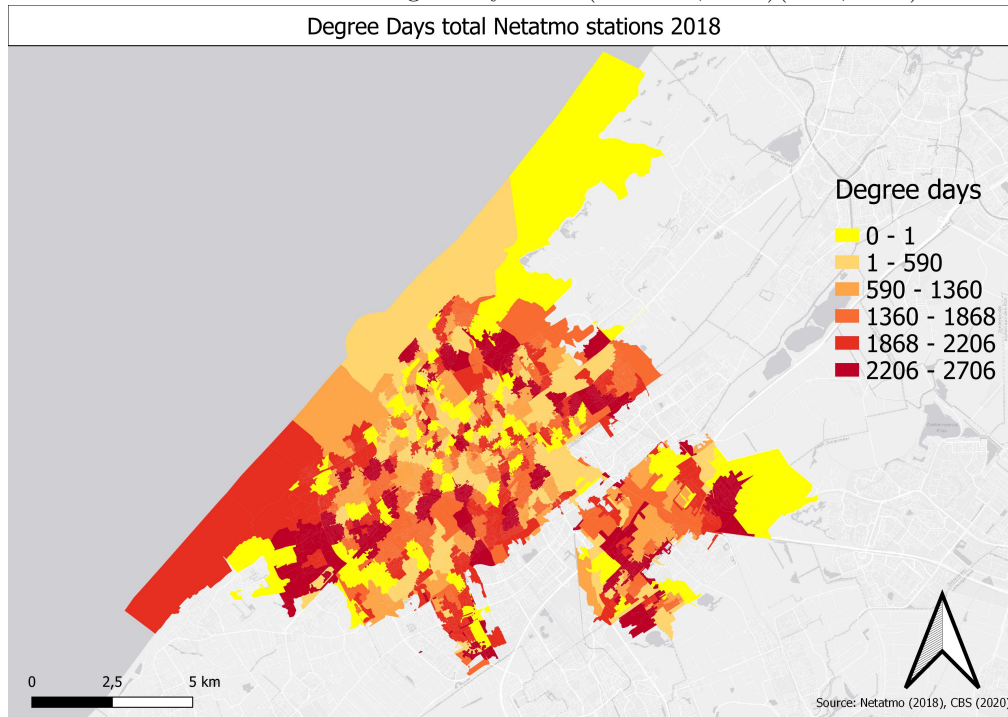 Degree Days total Netatmo stations 2018
Degree days
0 - 1
1 - 590
590 - 1360
1360 - 1868
1868 - 2206
2206 - 2706
0 2,5 5 km
Source: Netatmo (2018), CBS (2020)